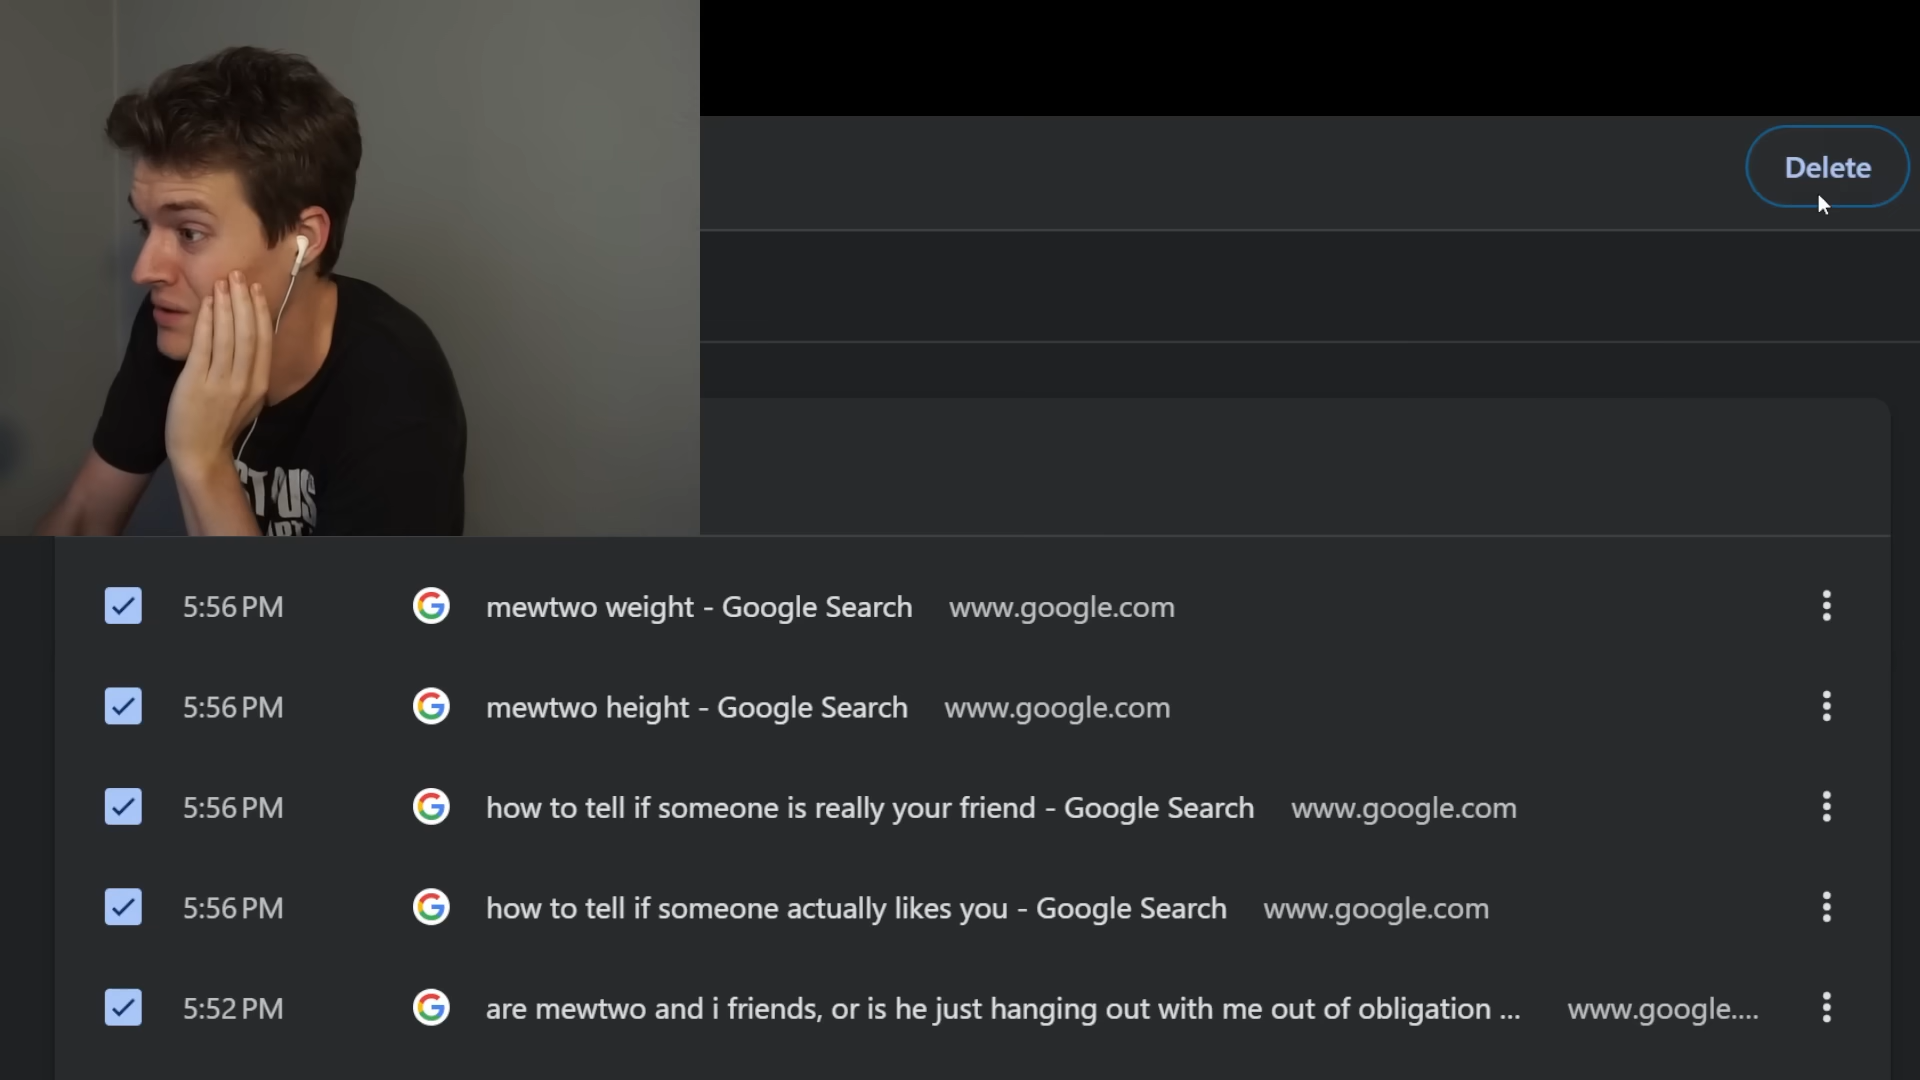 Delete
5:56 PM mewtwo weight - Google Search www.google.com
5:56 PM mewtwo height - Google Search www.google.com
5:56 PM how to tell if someone is really your friend - Google Search www.google.com
5:56 PM how to tell if someone actually likes you - Google Search www.google.com
5:52 PM are mewtwo and i friends, or is he just hanging out with me out of obligation ... www.google....